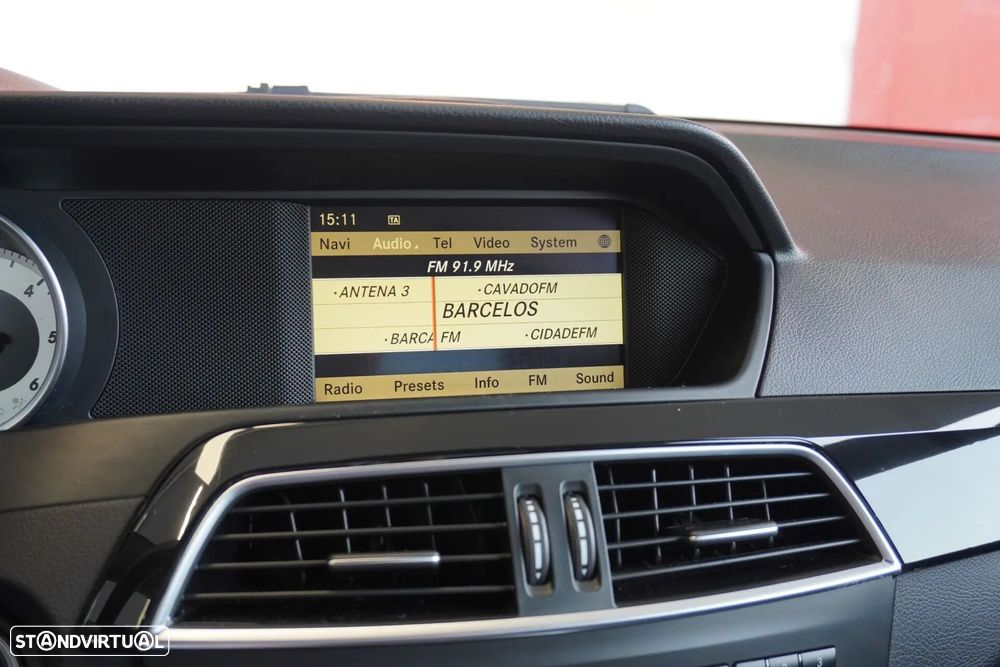 15:11 TA
Navi Audio Tel Video System
FM 91.9 MHz
·ANTENA 3 ·CAVADOFM
BARCELOS
·BARCA FM ·CIDADEFM
Radio Presets Info FM Sound
4
5
6
STANDVIRTUAL